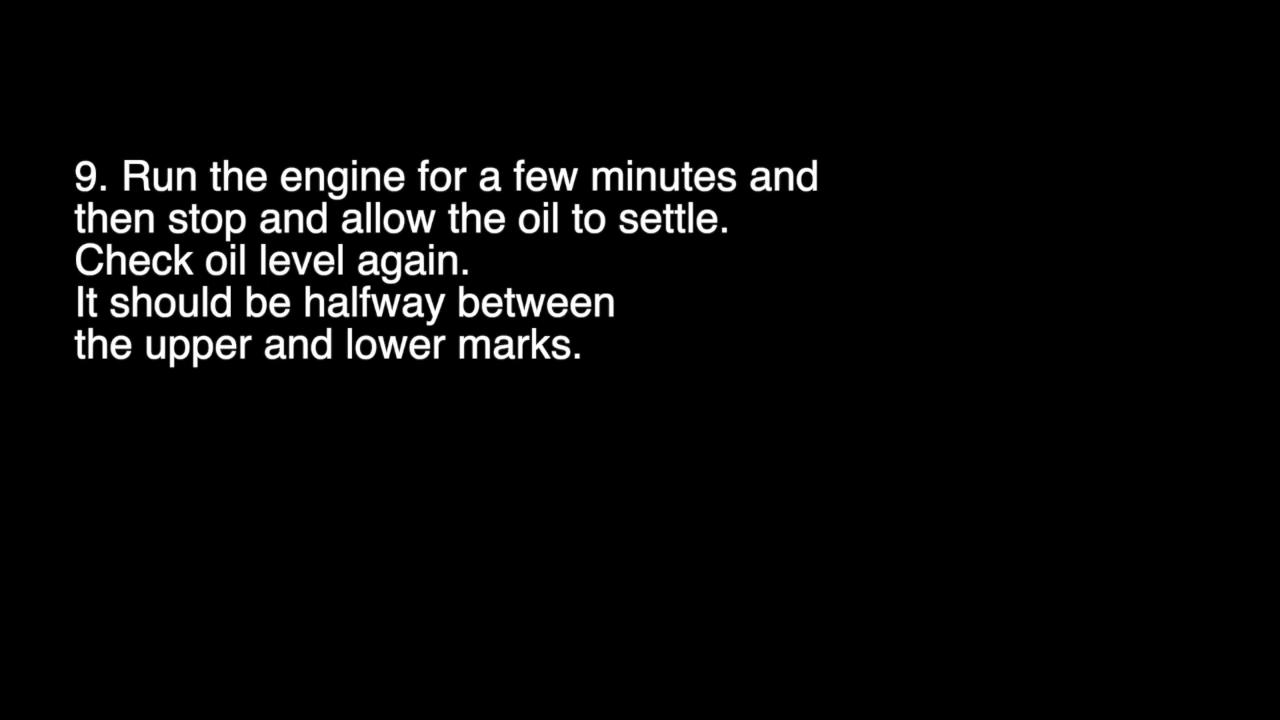 9. Run the engine for a few minutes and
then stop and allow the oil to settle.
Check oil level again.
It should be halfway between
the upper and lower marks.